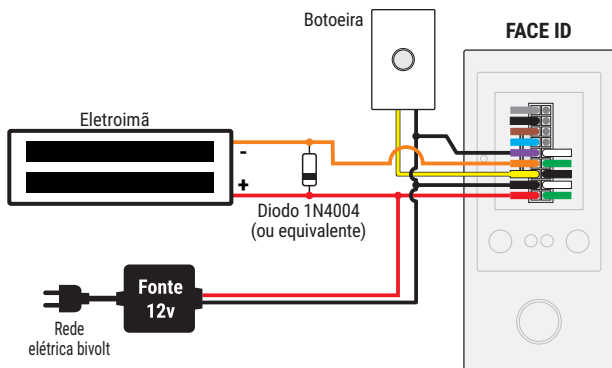 Botoeira
FACE ID
Eletroimã
-
+
Diodo 1N4004
(ou equivalente)
Fonte
12v
Rede
elétrica bivolt